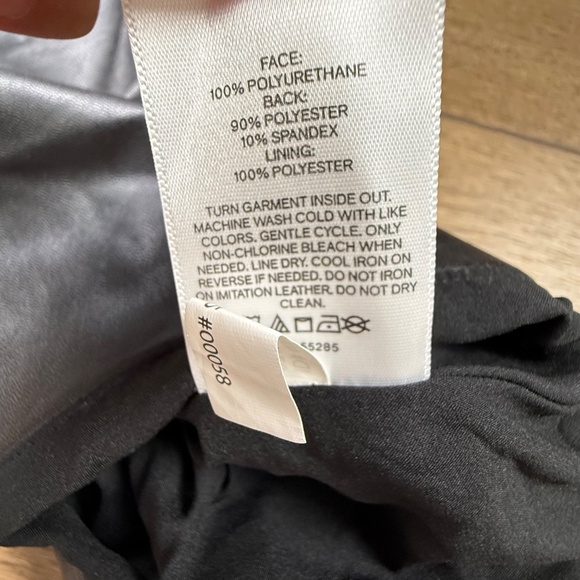 FACE:
100% POLYURETHANE
BACK:
90% POLYESTER
10% SPANDEX
LINING:
100% POLYESTER
TURN GARMENT INSIDE OUT.
MACHINE WASH COLD WITH LIKE
COLORS. GENTLE CYCLE. ONLY
NON-CHLORINE BLEACH WHEN
NEEDED. LINE DRY. COOL IRON ON
REVERSE IF NEEDED. DO NOT IRON
ON IMITATION LEATHER. DO NOT DRY
CLEAN.
55285
#00058